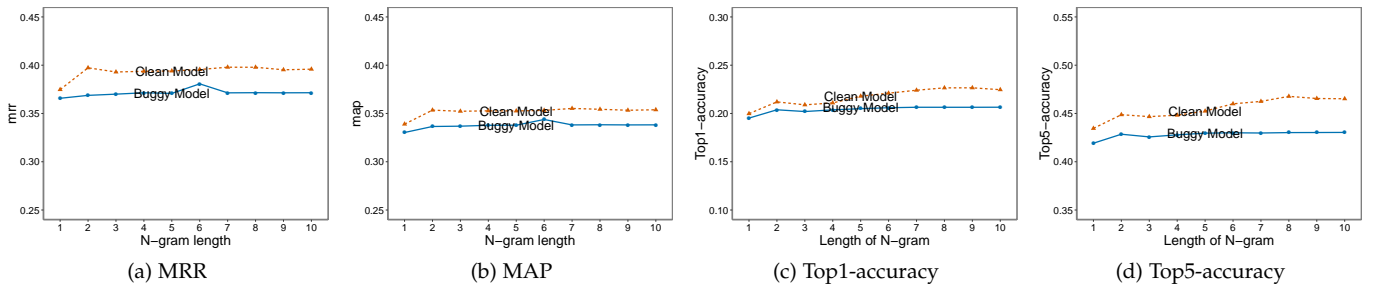 0.45
0.40
0.35
0.30
0.25
mrr
Clean Model
Buggy Model
1 2 3 4 5 6 7 8 9 10
N-gram length
(a) MRR
0.45
0.40
0.35
0.30
0.25
map
Clean Model
Buggy Model
1 2 3 4 5 6 7 8 9 10
N-gram length
(b) MAP
0.30
0.25
0.20
0.15
0.10
Top1-accuracy
Clean Model
Buggy Model
1 2 3 4 5 6 7 8 9 10
Length of N-gram
(c) Top1-accuracy
0.55
0.50
0.45
0.40
0.35
Top5-accuracy
Clean Model
Buggy Model
1 2 3 4 5 6 7 8 9 10
Length of N-gram
(d) Top5-accuracy